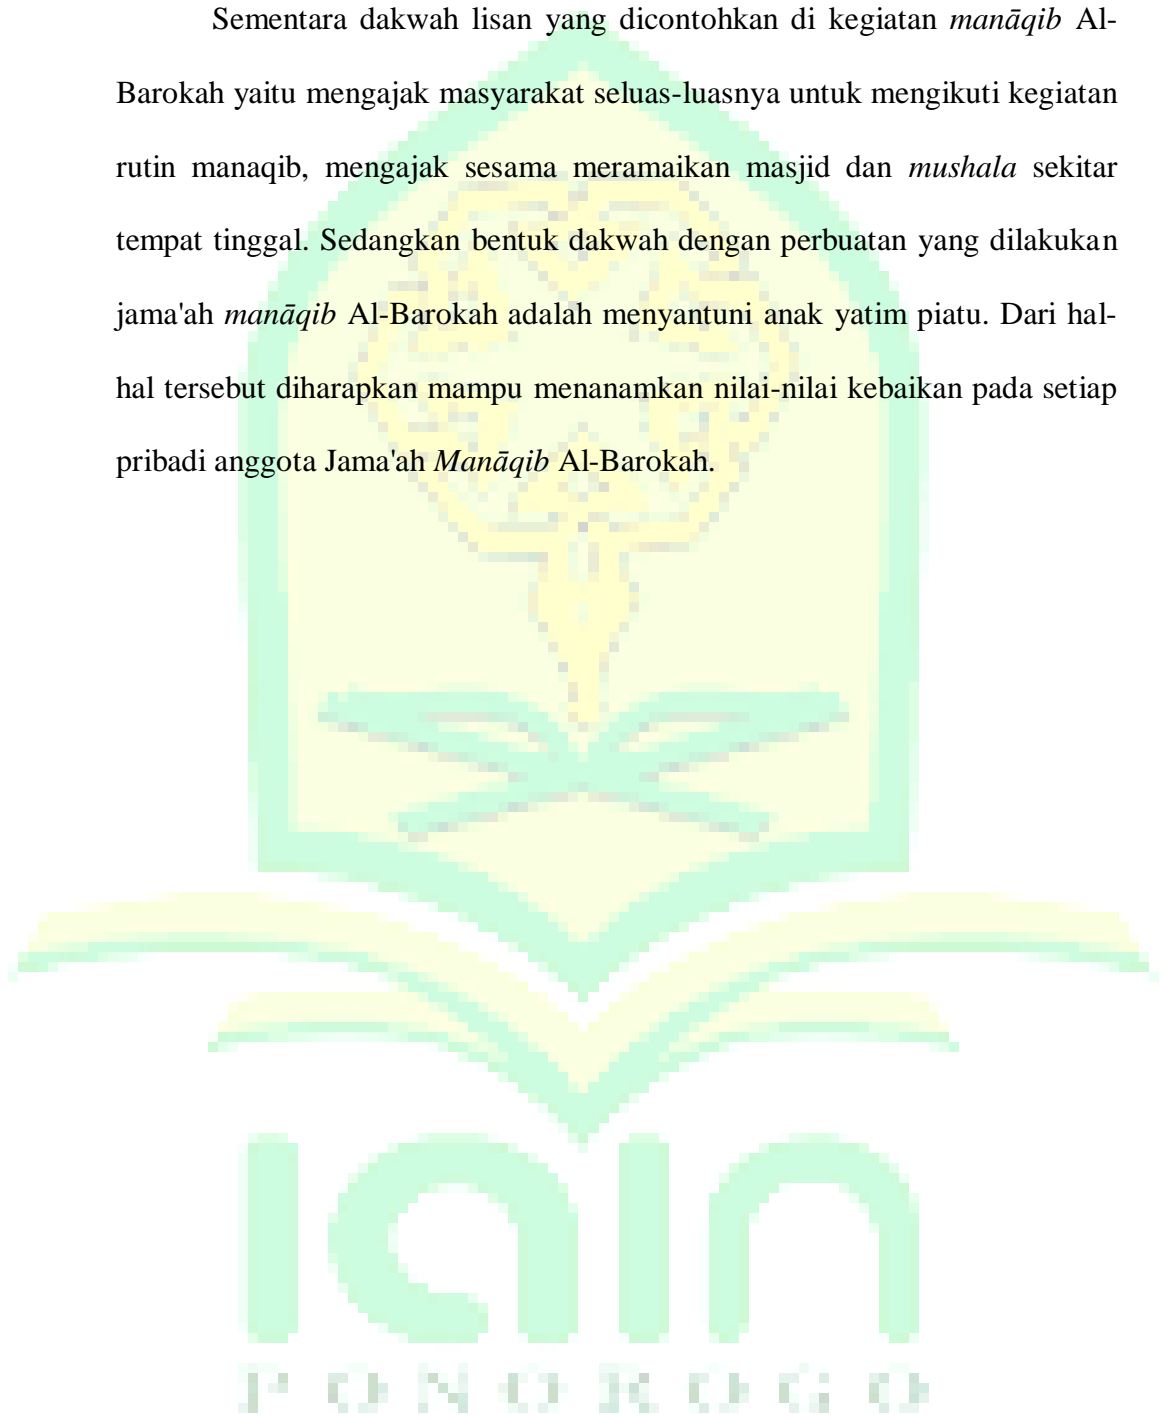 Sementara dakwah lisan yang dicontohkan di kegiatan manāqib Al-
Barokah yaitu mengajak masyarakat seluas-luasnya untuk mengikuti kegiatan
rutin manaqib, mengajak sesama meramaikan masjid dan mushala sekitar
tempat tinggal. Sedangkan bentuk dakwah dengan perbuatan yang dilakukan
jama'ah manāqib Al-Barokah adalah menyantuni anak yatim piatu. Dari hal-
hal tersebut diharapkan mampu menanamkan nilai-nilai kebaikan pada setiap
pribadi anggota Jama'ah Manāqib Al-Barokah.
iain
PONOROGO